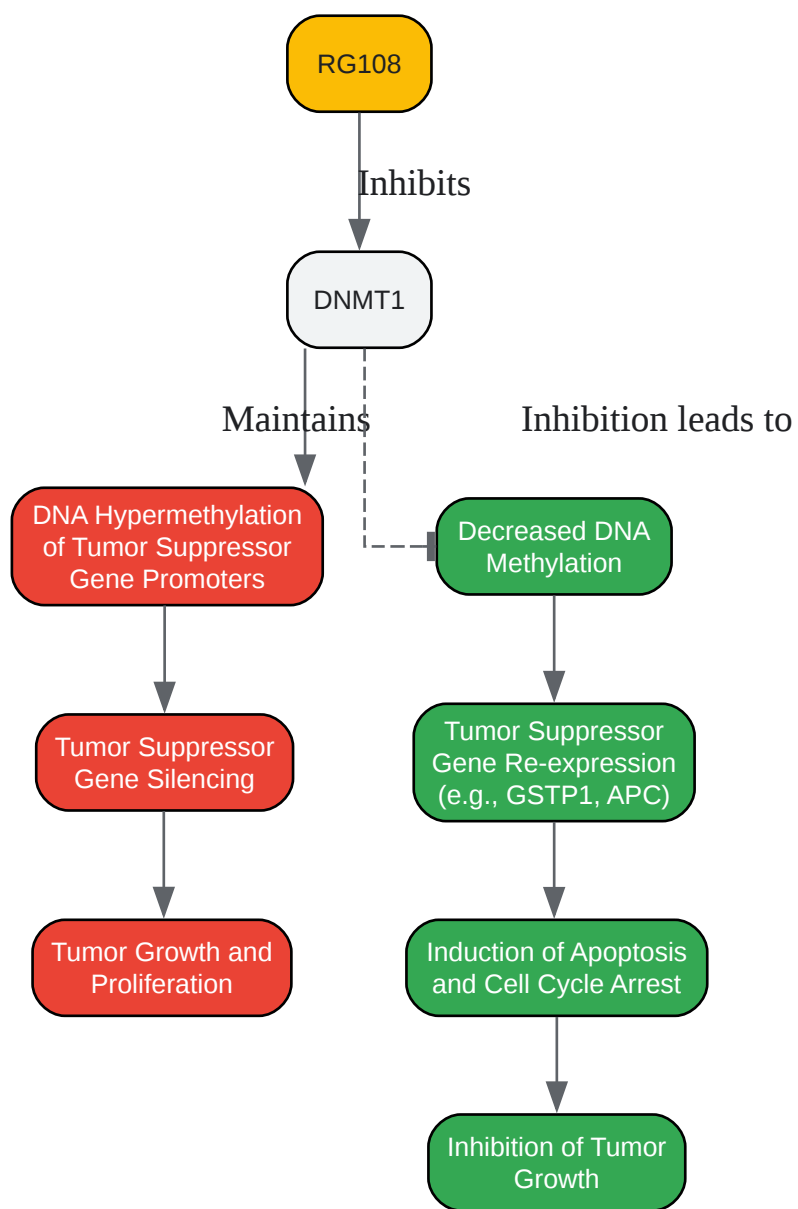 RG108
Inhibits
DNMT1
Maintains
Inhibition leads to
DNA Hypermethylation
of Tumor Suppressor
Gene Promoters
Decreased DNA
Methylation
Tumor Suppressor
Gene Silencing
Tumor Suppressor
Gene Re-expression
(e.g., GSTP1, APC)
Tumor Growth and
Proliferation
Induction of Apoptosis
and Cell Cycle Arrest
Inhibition of Tumor
Growth